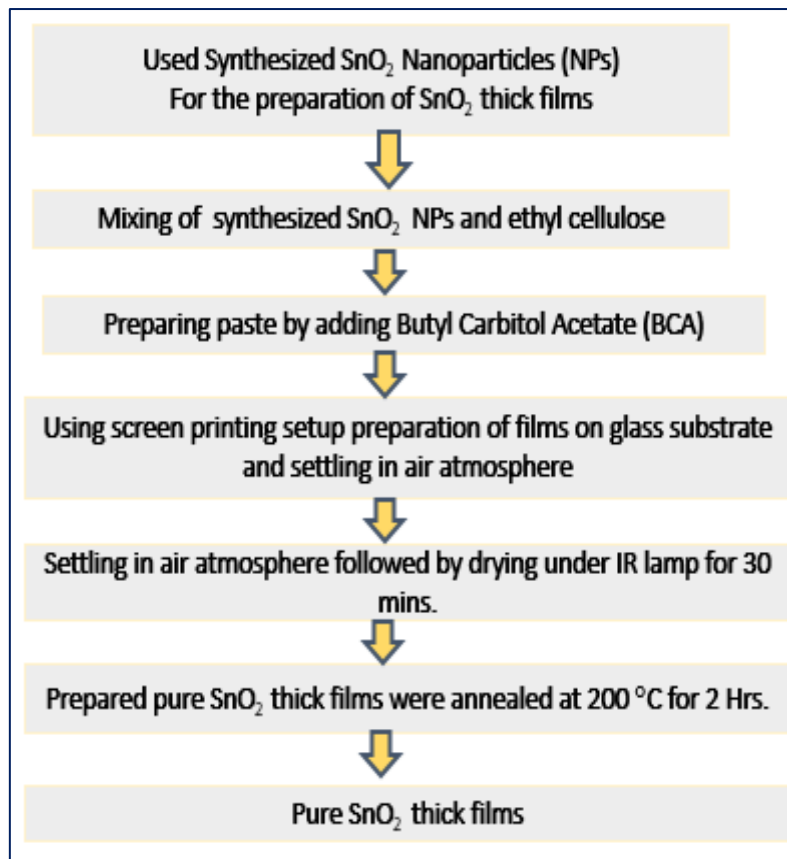 Used Synthesized SnO₂ Nanoparticles (NPs)
For the preparation of SnO₂ thick films
Mixing of synthesized SnO₂ NPs and ethyl cellulose
Preparing paste by adding Butyl Carbitol Acetate (BCA)
Using screen printing setup preparation of films on glass substrate
and settling in air atmosphere
Settling in air atmosphere followed by drying under IR lamp for 30
mins.
Prepared pure SnO₂ thick films were annealed at 200 °C for 2 Hrs.
Pure SnO₂ thick films